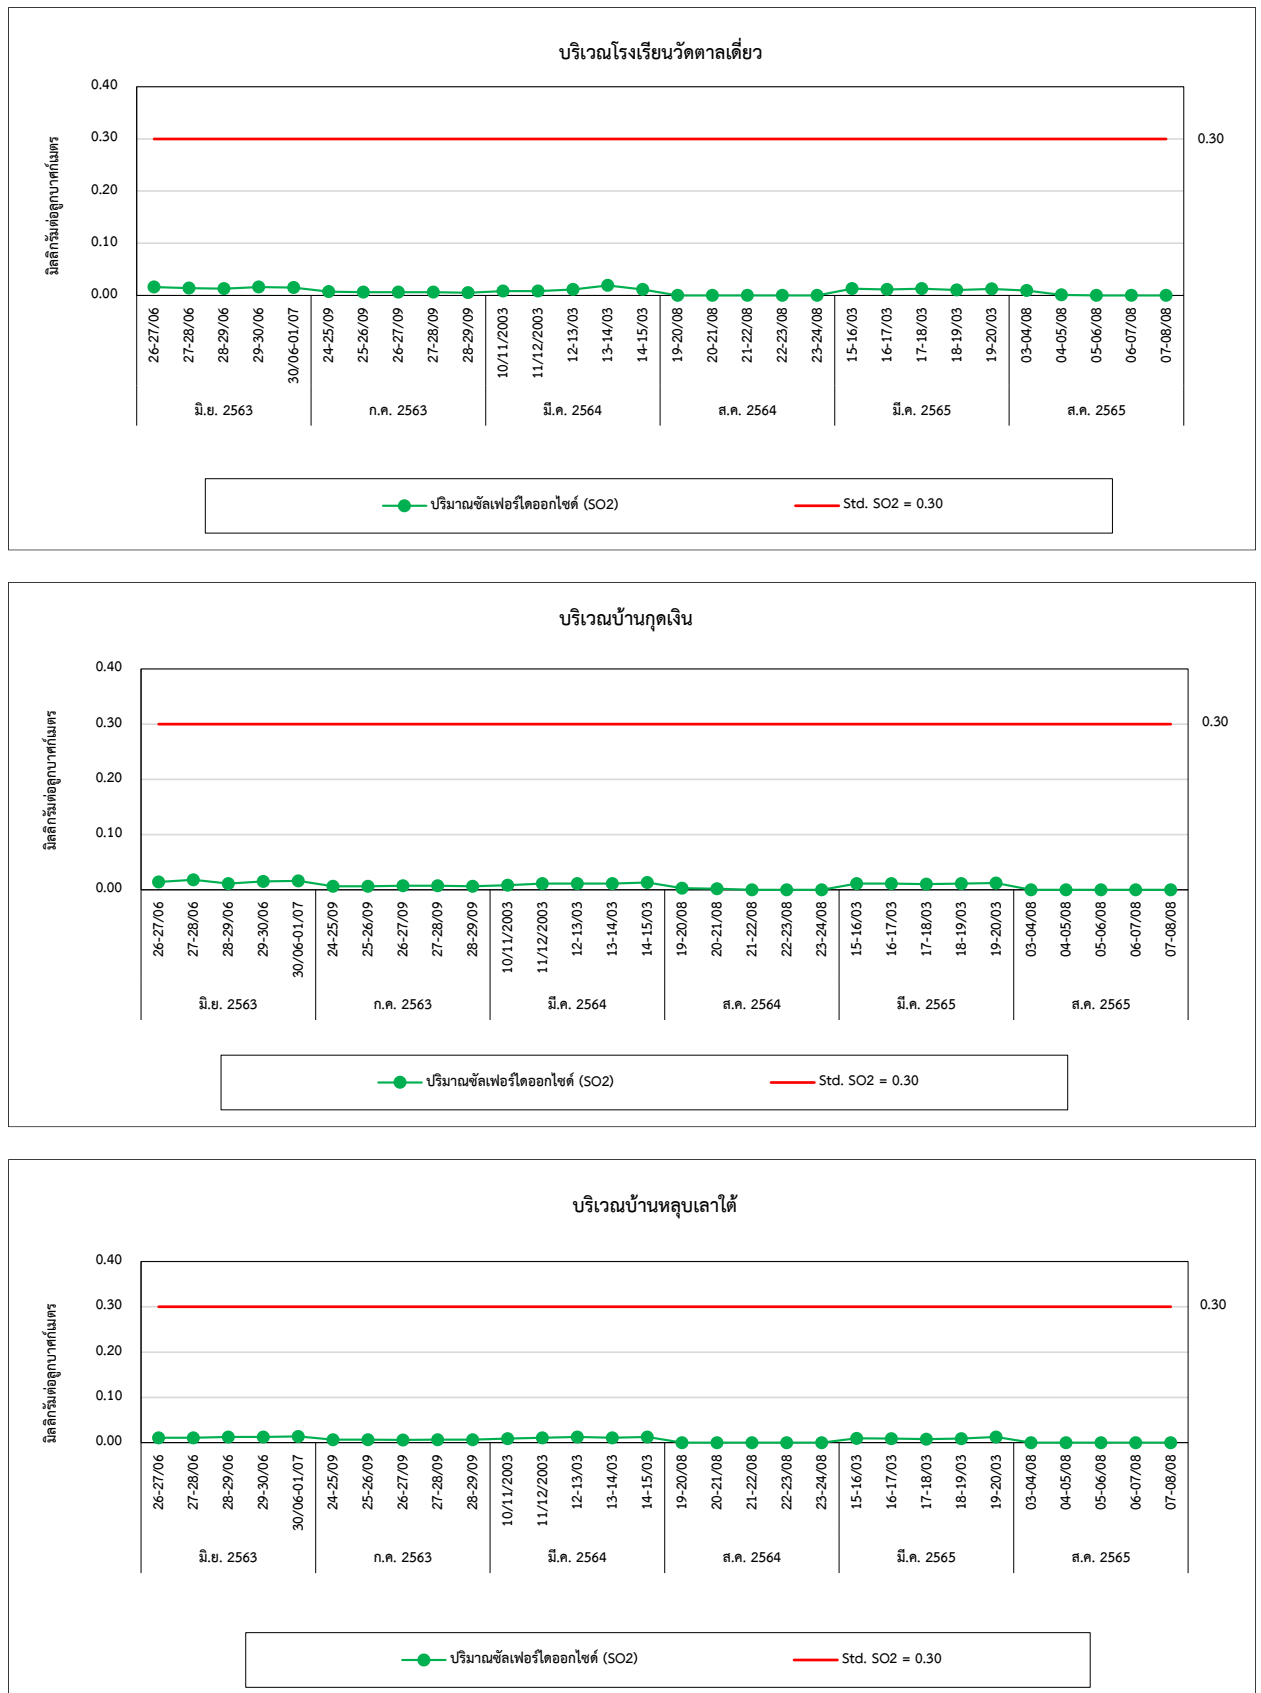 บริเวณโรงเรียนวัดตาลเดี่ยว
มิลลิกรัมต่อลูกบาศก์เมตร
0.40
0.30
0.20
0.10
0.00
0.30
26-27/06 27-28/06 28-29/06 29-30/06 30/06-01/07 24-25/09 25-26/09 26-27/09 27-28/09 28-29/09 10/11/2003 11/12/2003 12-13/03 13-14/03 14-15/03 19-20/08 20-21/08 21-22/08 22-23/08 23-24/08 15-16/03 16-17/03 17-18/03 18-19/03 19-20/03 03-04/08 04-05/08 05-06/08 06-07/08 07-08/08
มิ.ย. 2563 ก.ค. 2563 มี.ค. 2564 ส.ค. 2564 มี.ค. 2565 ส.ค. 2565
ปริมาณซัลเฟอร์ไดออกไซด์ (SO2) Std. SO2 = 0.30
บริเวณบ้านกุดเงิน
มิลลิกรัมต่อลูกบาศก์เมตร
0.40
0.30
0.20
0.10
0.00
0.30
26-27/06 27-28/06 28-29/06 29-30/06 30/06-01/07 24-25/09 25-26/09 26-27/09 27-28/09 28-29/09 10/11/2003 11/12/2003 12-13/03 13-14/03 14-15/03 19-20/08 20-21/08 21-22/08 22-23/08 23-24/08 15-16/03 16-17/03 17-18/03 18-19/03 19-20/03 03-04/08 04-05/08 05-06/08 06-07/08 07-08/08
มิ.ย. 2563 ก.ค. 2563 มี.ค. 2564 ส.ค. 2564 มี.ค. 2565 ส.ค. 2565
ปริมาณซัลเฟอร์ไดออกไซด์ (SO2) Std. SO2 = 0.30
บริเวณบ้านหลุบเลาใต้
มิลลิกรัมต่อลูกบาศก์เมตร
0.40
0.30
0.20
0.10
0.00
0.30
26-27/06 27-28/06 28-29/06 29-30/06 30/06-01/07 24-25/09 25-26/09 26-27/09 27-28/09 28-29/09 10/11/2003 11/12/2003 12-13/03 13-14/03 14-15/03 19-20/08 20-21/08 21-22/08 22-23/08 23-24/08 15-16/03 16-17/03 17-18/03 18-19/03 19-20/03 03-04/08 04-05/08 05-06/08 06-07/08 07-08/08
มิ.ย. 2563 ก.ค. 2563 มี.ค. 2564 ส.ค. 2564 มี.ค. 2565 ส.ค. 2565
ปริมาณซัลเฟอร์ไดออกไซด์ (SO2) Std. SO2 = 0.30